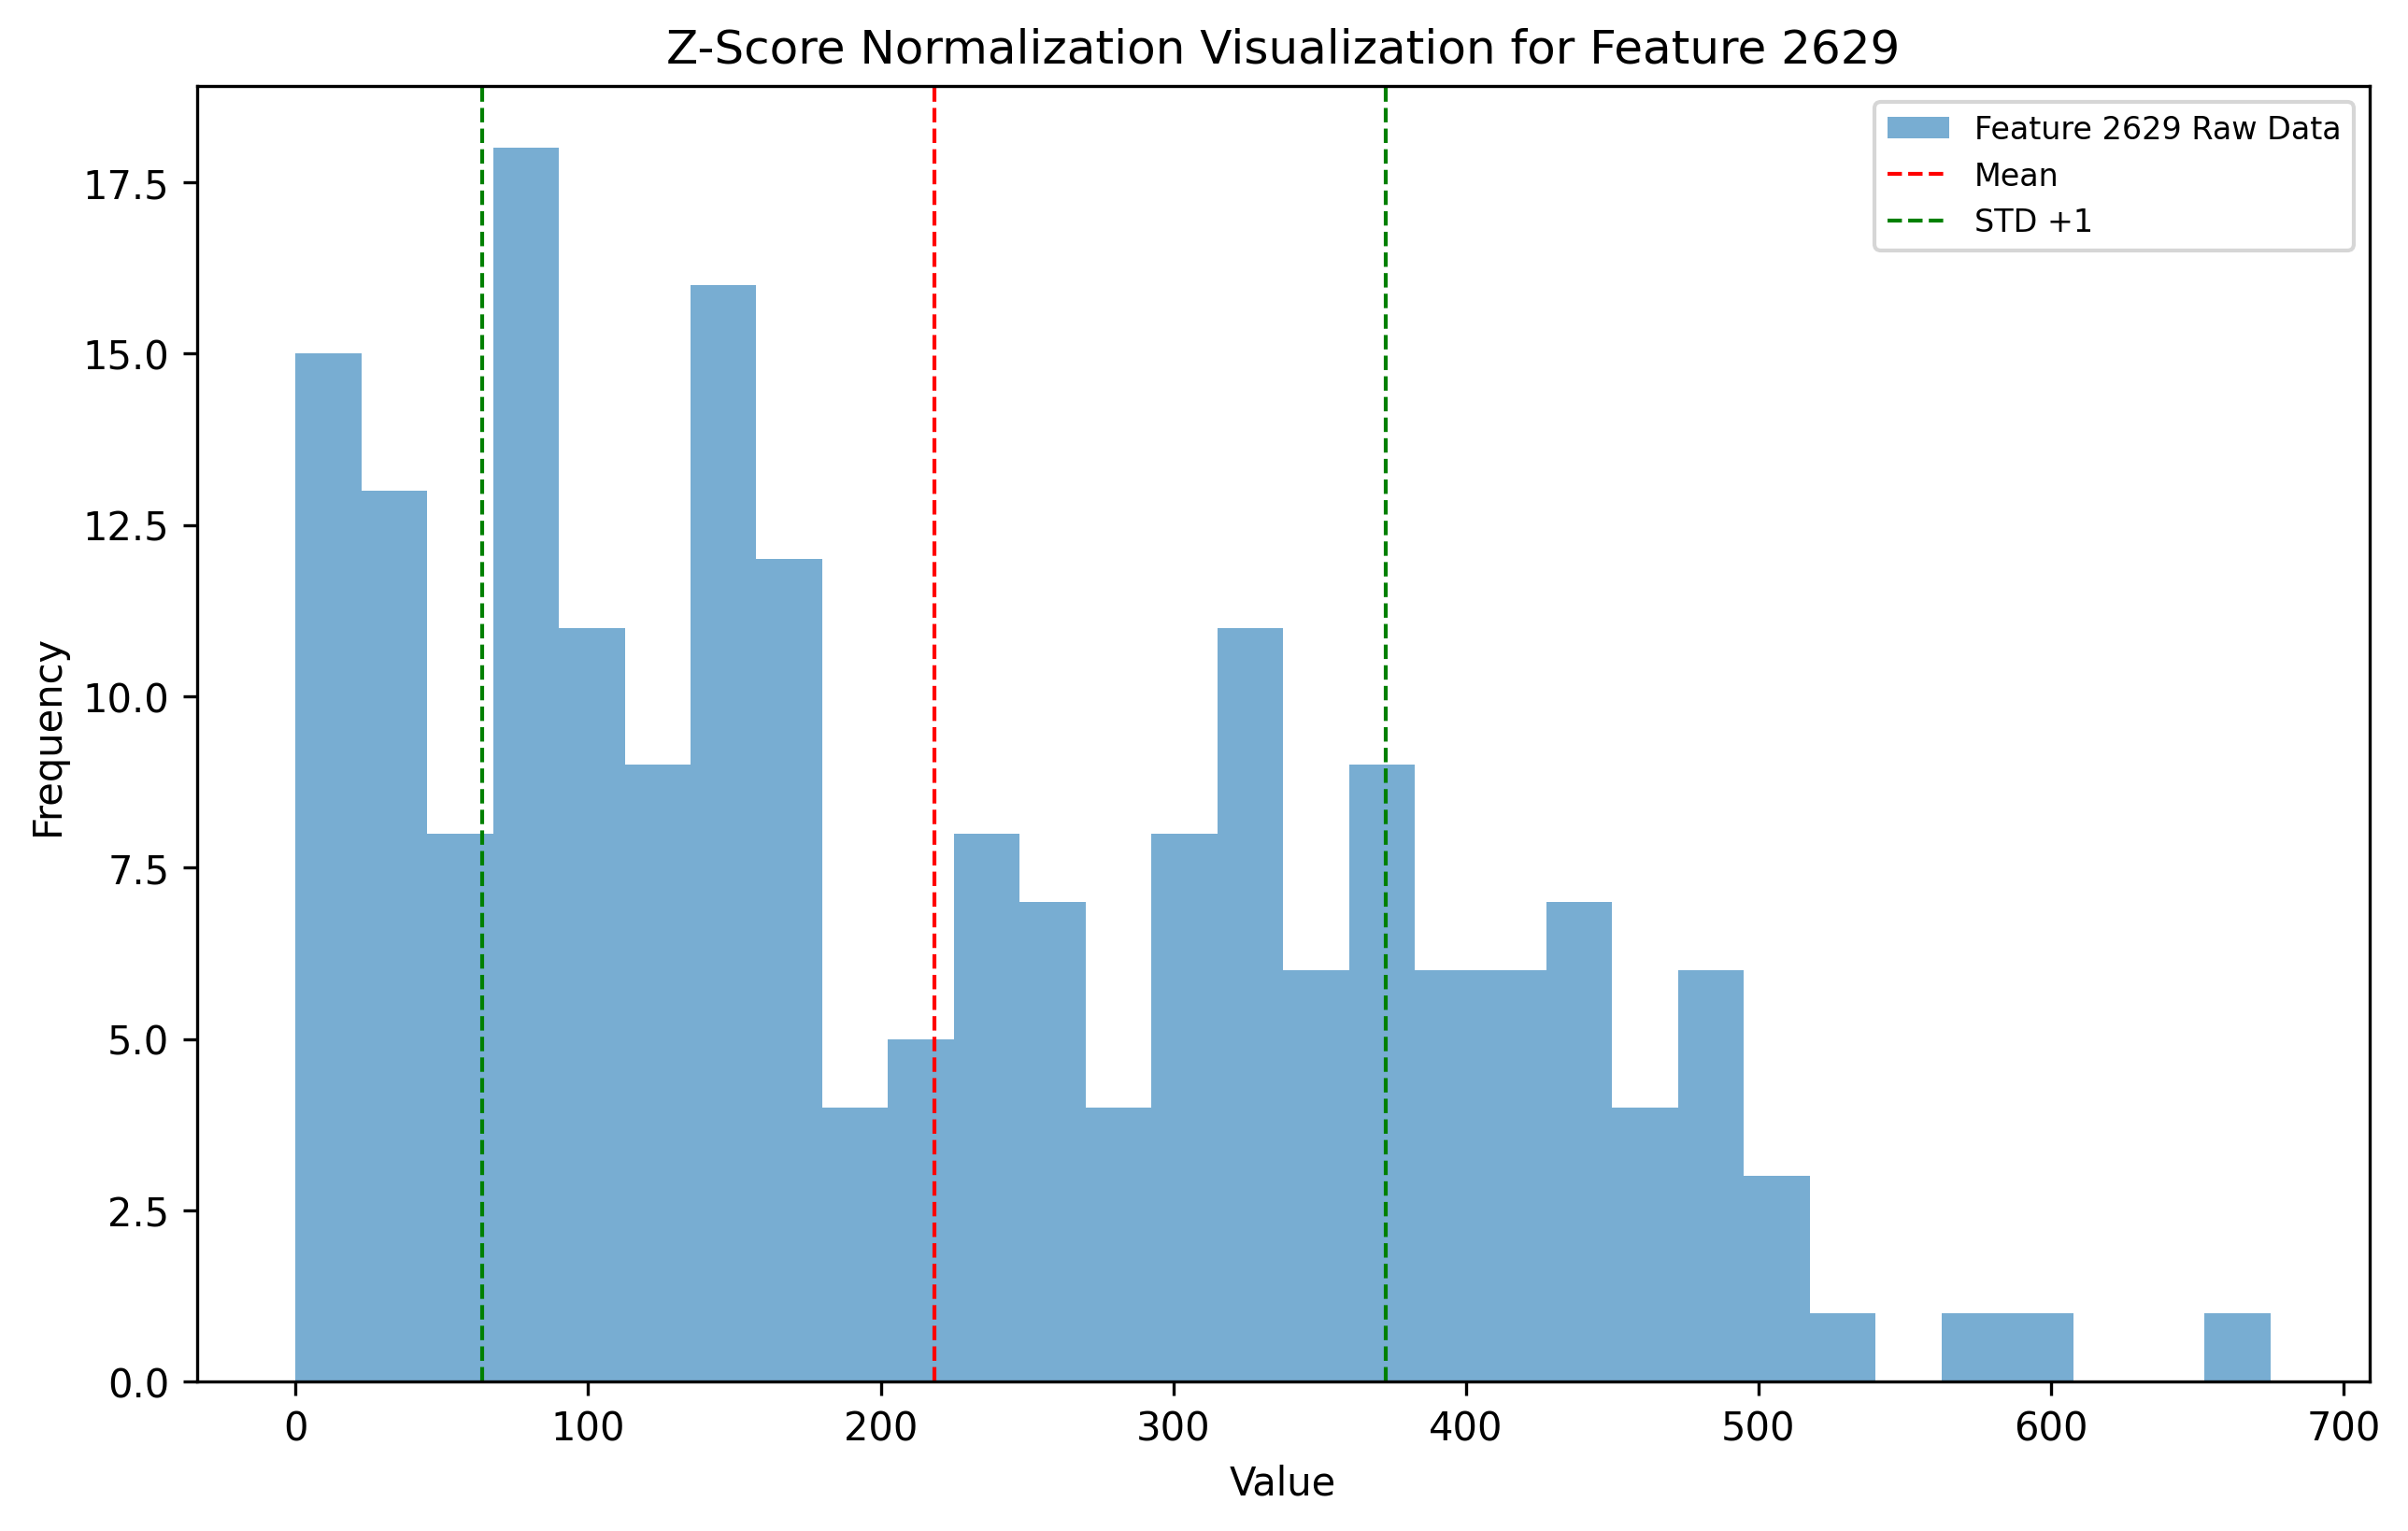 Z-Score Normalization Visualization for Feature 2629
Feature 2629 Raw Data
Mean
STD +1
17.5
15.0
12.5
10.0
7.5
5.0
2.5
0.0
Frequency
0 100 200 300 400 500 600 700
Value